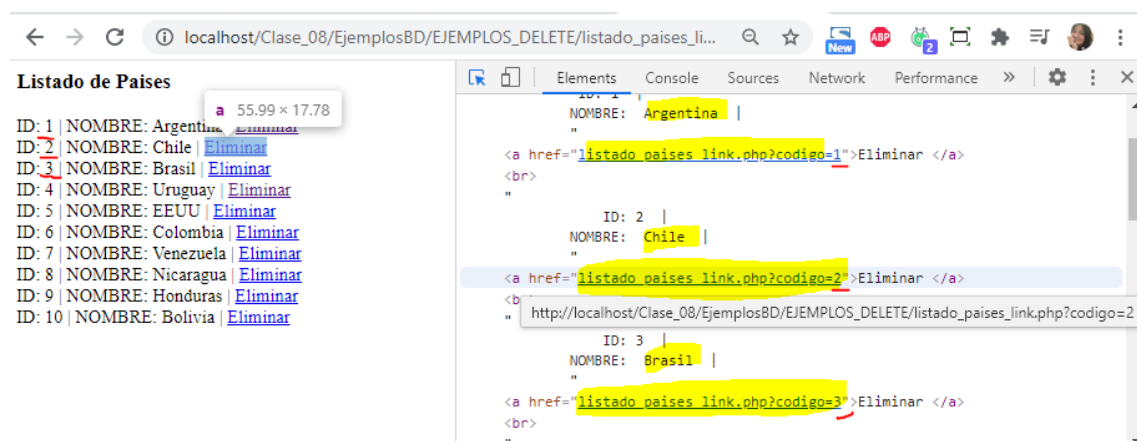 localhost/Clase_08/EjemplosBD/EJEMPLOS_DELETE/listado_paises_li...
New
ABP
2
Listado de Paises
a 55.99 × 17.78
ID: 1 | NOMBRE: Argentina Eliminar
ID: 2 | NOMBRE: Chile | Eliminar
ID: 3 | NOMBRE: Brasil | Eliminar
ID: 4 | NOMBRE: Uruguay | Eliminar
ID: 5 | NOMBRE: EEUU | Eliminar
ID: 6 | NOMBRE: Colombia | Eliminar
ID: 7 | NOMBRE: Venezuela | Eliminar
ID: 8 | NOMBRE: Nicaragua | Eliminar
ID: 9 | NOMBRE: Honduras | Eliminar
ID: 10 | NOMBRE: Bolivia | Eliminar
Elements Console Sources Network Performance »
ID: 1 |
NOMBRE: Argentina |
"
<a href="listado_paises_link.php?codigo=1">Eliminar </a>
<br>
"
ID: 2 |
NOMBRE: Chile |
"
<a href="listado_paises_link.php?codigo=2">Eliminar </a>
<b
"
http://localhost/Clase_08/EjemplosBD/EJEMPLOS_DELETE/listado_paises_link.php?codigo=2
ID: 3 |
NOMBRE: Brasil |
"
<a href="listado_paises_link.php?codigo=3">Eliminar </a>
<br>
"